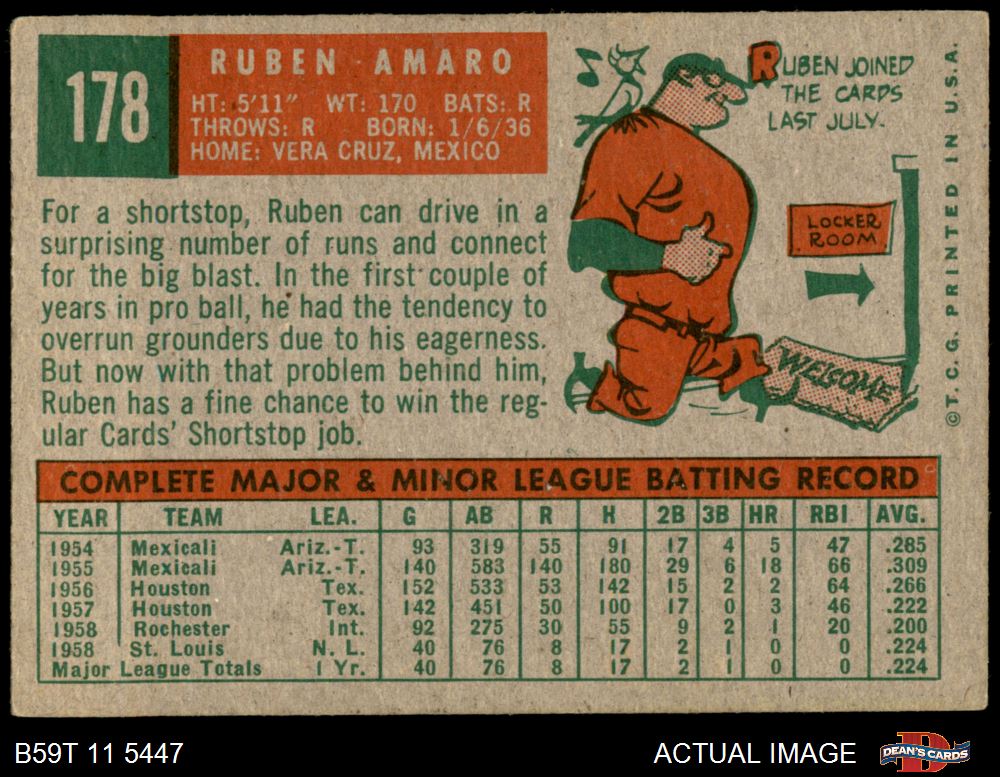 178
RUBEN AMARO
HT: 5'11" WT: 170 BATS: R
THROWS: R BORN: 1/6/36
HOME: VERA CRUZ, MEXICO
For a shortstop, Ruben can drive in a
surprising number of runs and connect
for the big blast. In the first couple of
years in pro ball, he had the tendency to
overrun grounders due to his eagerness.
But now with that problem behind him,
Ruben has a fine chance to win the reg-
ular Cards' Shortstop job.
RUBEN JOINED
THE CARDS
LAST JULY.
LOCKER
ROOM
WELCOME
©T.C.G. PRINTED IN U.S.A.
COMPLETE MAJOR & MINOR LEAGUE BATTING RECORD
YEAR TEAM LEA. G AB R H 2B 3B HR RBI AVG.
1954 Mexicali Ariz.-T. 93 319 55 91 17 4 5 47 .285
1955 Mexicali Ariz.-T. 140 583 140 180 29 6 18 66 .309
1956 Houston Tex. 152 533 53 142 15 2 2 64 .266
1957 Houston Tex. 142 451 50 100 17 0 3 46 .222
1958 Rochester Int. 92 275 30 55 9 2 1 20 .200
1958 St. Louis N. L. 40 76 8 17 2 1 0 0 .224
Major League Totals 1 Yr. 40 76 8 17 2 1 0 0 .224
B59T 11 5447
ACTUAL IMAGE
D
DEAN'S CARDS